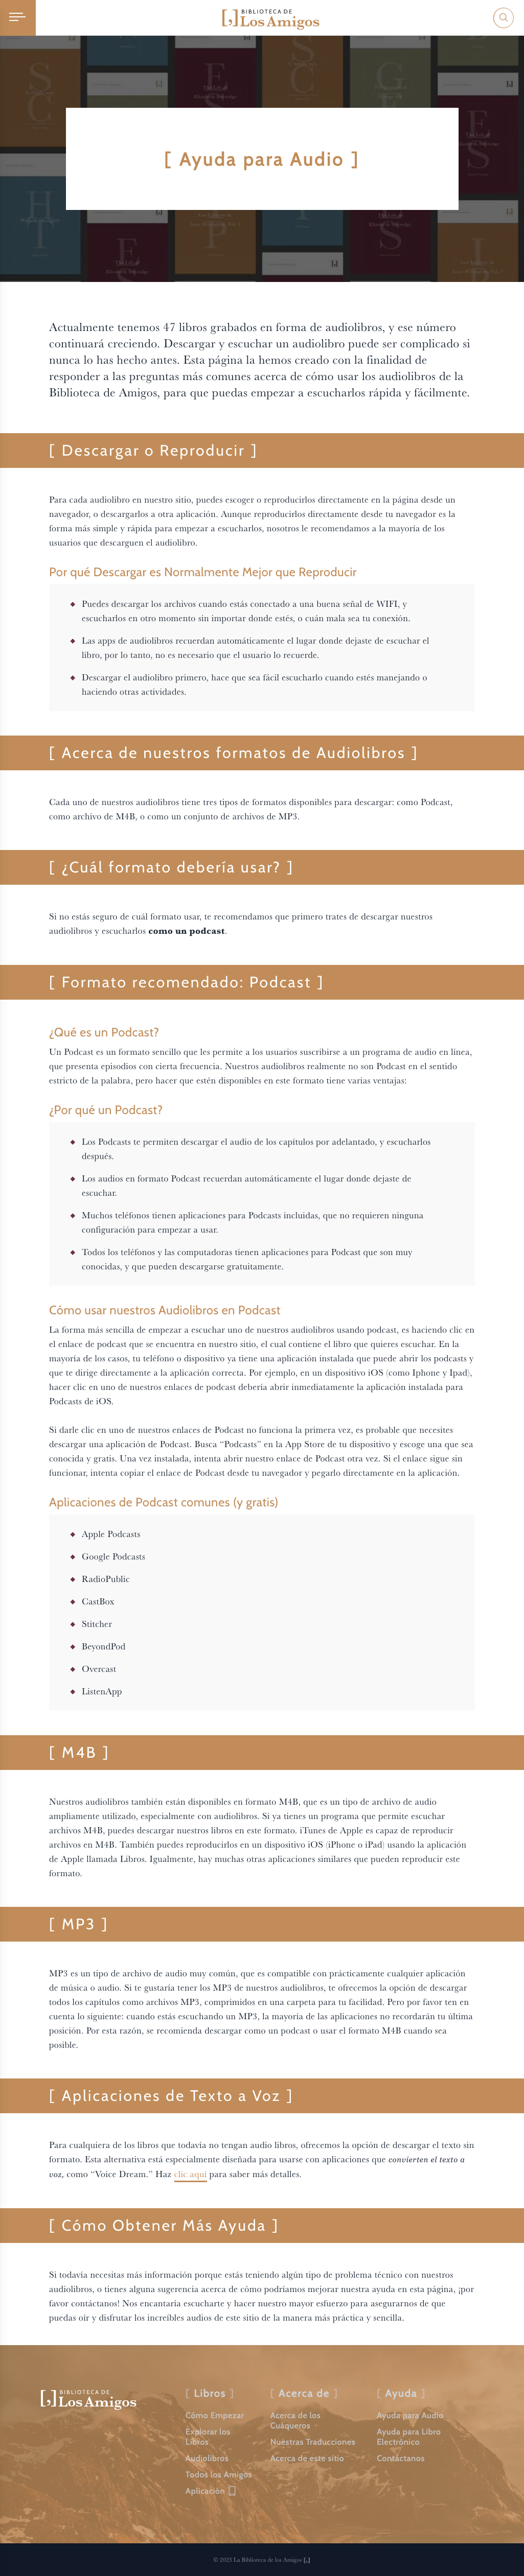 BIBLIOTECA DE
[,] Los Amigos
[ Ayuda para Audio ]
Actualmente tenemos 47 libros grabados en forma de audiolibros, y ese número
continuará creciendo. Descargar y escuchar un audiolibro puede ser complicado si
nunca lo has hecho antes. Esta página la hemos creado con la finalidad de
responder a las preguntas más comunes acerca de cómo usar los audiolibros de la
Biblioteca de Amigos, para que puedas empezar a escucharlos rápida y fácilmente.
[ Descargar o Reproducir ]
Para cada audiolibro en nuestro sitio, puedes escoger o reproducirlos directamente en la página desde un
navegador, o descargarlos a otra aplicación. Aunque reproducirlos directamente desde tu navegador es la
forma más simple y rápida para empezar a escucharlos, nosotros le recomendamos a la mayoría de los
usuarios que descarguen el audiolibro.
Por qué Descargar es Normalmente Mejor que Reproducir
Puedes descargar los archivos cuando estás conectado a una buena señal de WIFI, y
escucharlos en otro momento sin importar donde estés, o cuán mala sea tu conexión.
Las apps de audiolibros recuerdan automáticamente el lugar donde dejaste de escuchar el
libro, por lo tanto, no es necesario que el usuario lo recuerde.
Descargar el audiolibro primero, hace que sea fácil escucharlo cuando estés manejando o
haciendo otras actividades.
[ Acerca de nuestros formatos de Audiolibros ]
Cada uno de nuestros audiolibros tiene tres tipos de formatos disponibles para descargar: como Podcast,
como archivo de M4B, o como un conjunto de archivos de MP3.
[ ¿Cuál formato debería usar? ]
Si no estás seguro de cuál formato usar, te recomendamos que primero trates de descargar nuestros
audiolibros y escucharlos como un podcast.
[ Formato recomendado: Podcast ]
¿Qué es un Podcast?
Un Podcast es un formato sencillo que les permite a los usuarios suscribirse a un programa de audio en línea,
que presenta episodios con cierta frecuencia. Nuestros audiolibros realmente no son Podcast en el sentido
estricto de la palabra, pero hacer que estén disponibles en este formato tiene varias ventajas:
¿Por qué un Podcast?
Los Podcasts te permiten descargar el audio de los capítulos por adelantado, y escucharlos
después.
Los audios en formato Podcast recuerdan automáticamente el lugar donde dejaste de
escuchar.
Muchos teléfonos tienen aplicaciones para Podcasts incluidas, que no requieren ninguna
configuración para empezar a usar.
Todos los teléfonos y las computadoras tienen aplicaciones para Podcast que son muy
conocidas, y que pueden descargarse gratuitamente.
Cómo usar nuestros Audiolibros en Podcast
La forma más sencilla de empezar a escuchar uno de nuestros audiolibros usando podcast, es haciendo clic en
el enlace de podcast que se encuentra en nuestro sitio, el cual contiene el libro que quieres escuchar. En la
mayoría de los casos, tu teléfono o dispositivo ya tiene una aplicación instalada que puede abrir los podcasts y
que te dirige directamente a la aplicación correcta. Por ejemplo, en un dispositivo iOS (como Iphone y Ipad),
hacer clic en uno de nuestros enlaces de podcast debería abrir inmediatamente la aplicación instalada para
Podcasts de iOS.
Si darle clic en uno de nuestros enlaces de Podcast no funciona la primera vez, es probable que necesites
descargar una aplicación de Podcast. Busca “Podcasts” en la App Store de tu dispositivo y escoge una que sea
conocida y gratis. Una vez instalada, intenta abrir nuestro enlace de Podcast otra vez. Si el enlace sigue sin
funcionar, intenta copiar el enlace de Podcast desde tu navegador y pegarlo directamente en la aplicación.
Aplicaciones de Podcast comunes (y gratis)
Apple Podcasts
Google Podcasts
RadioPublic
CastBox
Stitcher
BeyondPod
Overcast
ListenApp
[ M4B ]
Nuestros audiolibros también están disponibles en formato M4B, que es un tipo de archivo de audio
ampliamente utilizado, especialmente con audiolibros. Si ya tienes un programa que permite escuchar
archivos M4B, puedes descargar nuestros libros en este formato. iTunes de Apple es capaz de reproducir
archivos en M4B. También puedes reproducirlos en un dispositivo iOS (iPhone o iPad) usando la aplicación
de Apple llamada Libros. Igualmente, hay muchas otras aplicaciones similares que pueden reproducir este
formato.
[ MP3 ]
MP3 es un tipo de archivo de audio muy común, que es compatible con prácticamente cualquier aplicación
de música o audio. Si te gustaría tener los MP3 de nuestros audiolibros, te ofrecemos la opción de descargar
todos los capítulos como archivos MP3, comprimidos en una carpeta para tu facilidad. Pero por favor ten en
cuenta lo siguiente: cuando estás escuchando un MP3, la mayoría de las aplicaciones no recordarán tu última
posición. Por esta razón, se recomienda descargar como un podcast o usar el formato M4B cuando sea
posible.
[ Aplicaciones de Texto a Voz ]
Para cualquiera de los libros que todavía no tengan audio libros, ofrecemos la opción de descargar el texto sin
formato. Esta alternativa está especialmente diseñada para usarse con aplicaciones que convierten el texto a
voz, como “Voice Dream.” Haz clic aquí para saber más detalles.
[ Cómo Obtener Más Ayuda ]
Si todavía necesitas más información porque estás teniendo algún tipo de problema técnico con nuestros
audiolibros, o tienes alguna sugerencia acerca de cómo podríamos mejorar nuestra ayuda en esta página, ¡por
favor contáctanos! Nos encantaría escucharte y hacer nuestro mayor esfuerzo para asegurarnos de que
puedas oír y disfrutar los increíbles audios de este sitio de la manera más práctica y sencilla.
BIBLIOTECA DE
[,] Los Amigos
[ Libros ]
Cómo Empezar
Explorar los
Libros
Audiolibros
Todos los Amigos
Aplicación
[ Acerca de ]
Acerca de los
Cuáqueros
Nuestras Traducciones
Acerca de este sitio
[ Ayuda ]
Ayuda para Audio
Ayuda para Libro
Electrónico
Contáctanos
© 2023 La Biblioteca de los Amigos [,]